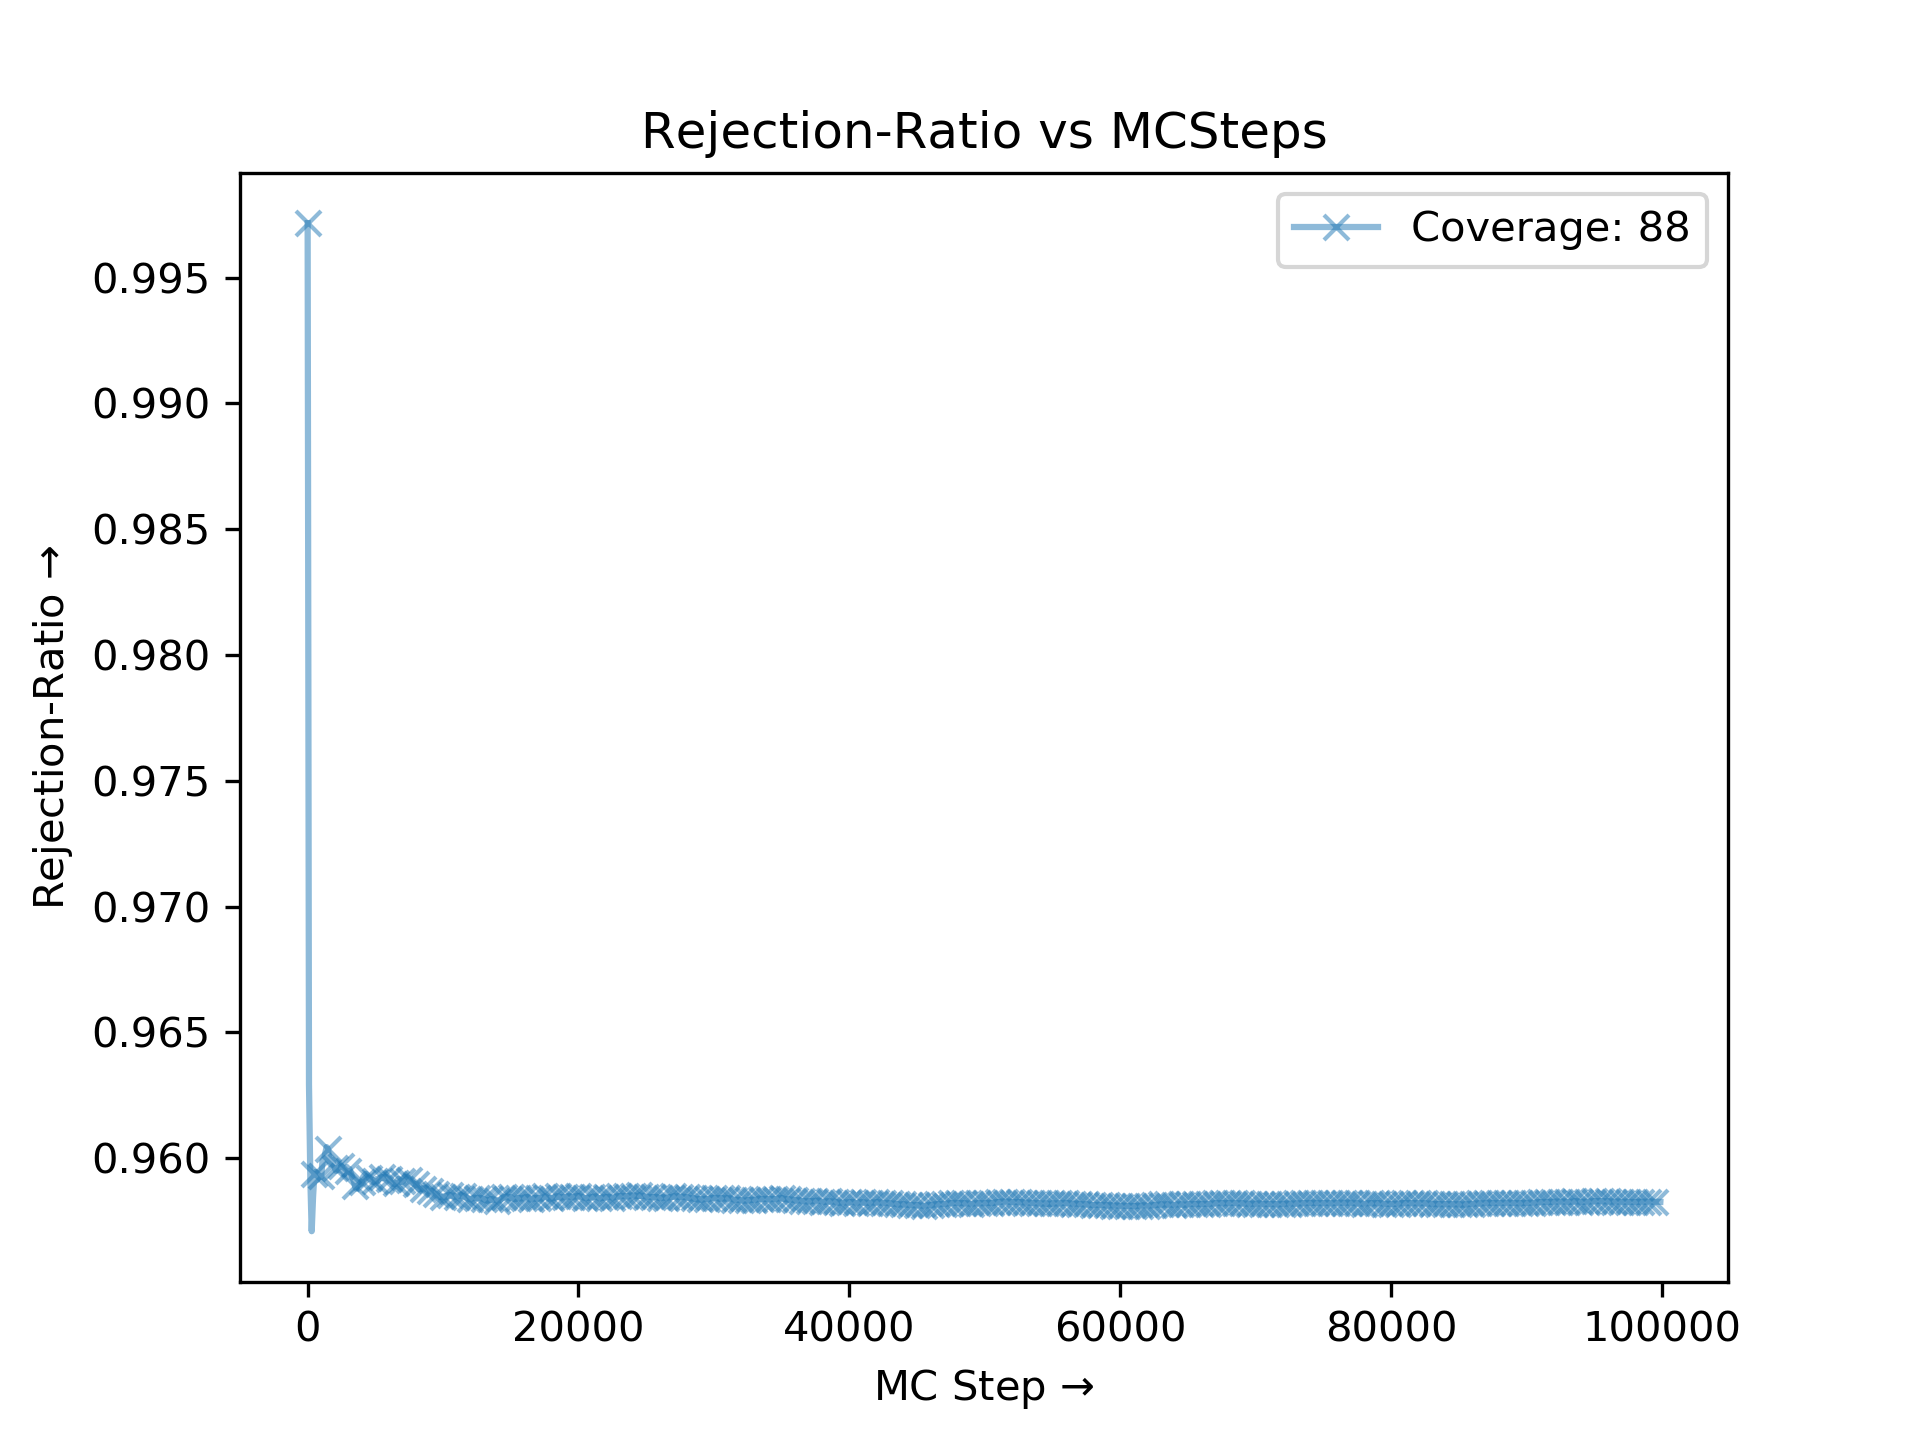 Rejection-Ratio vs MCSteps
Coverage: 88
0.995
0.990
0.985
0.980
0.975
0.970
0.965
0.960
Rejection-Ratio →
0 20000 40000 60000 80000 100000
MC Step →